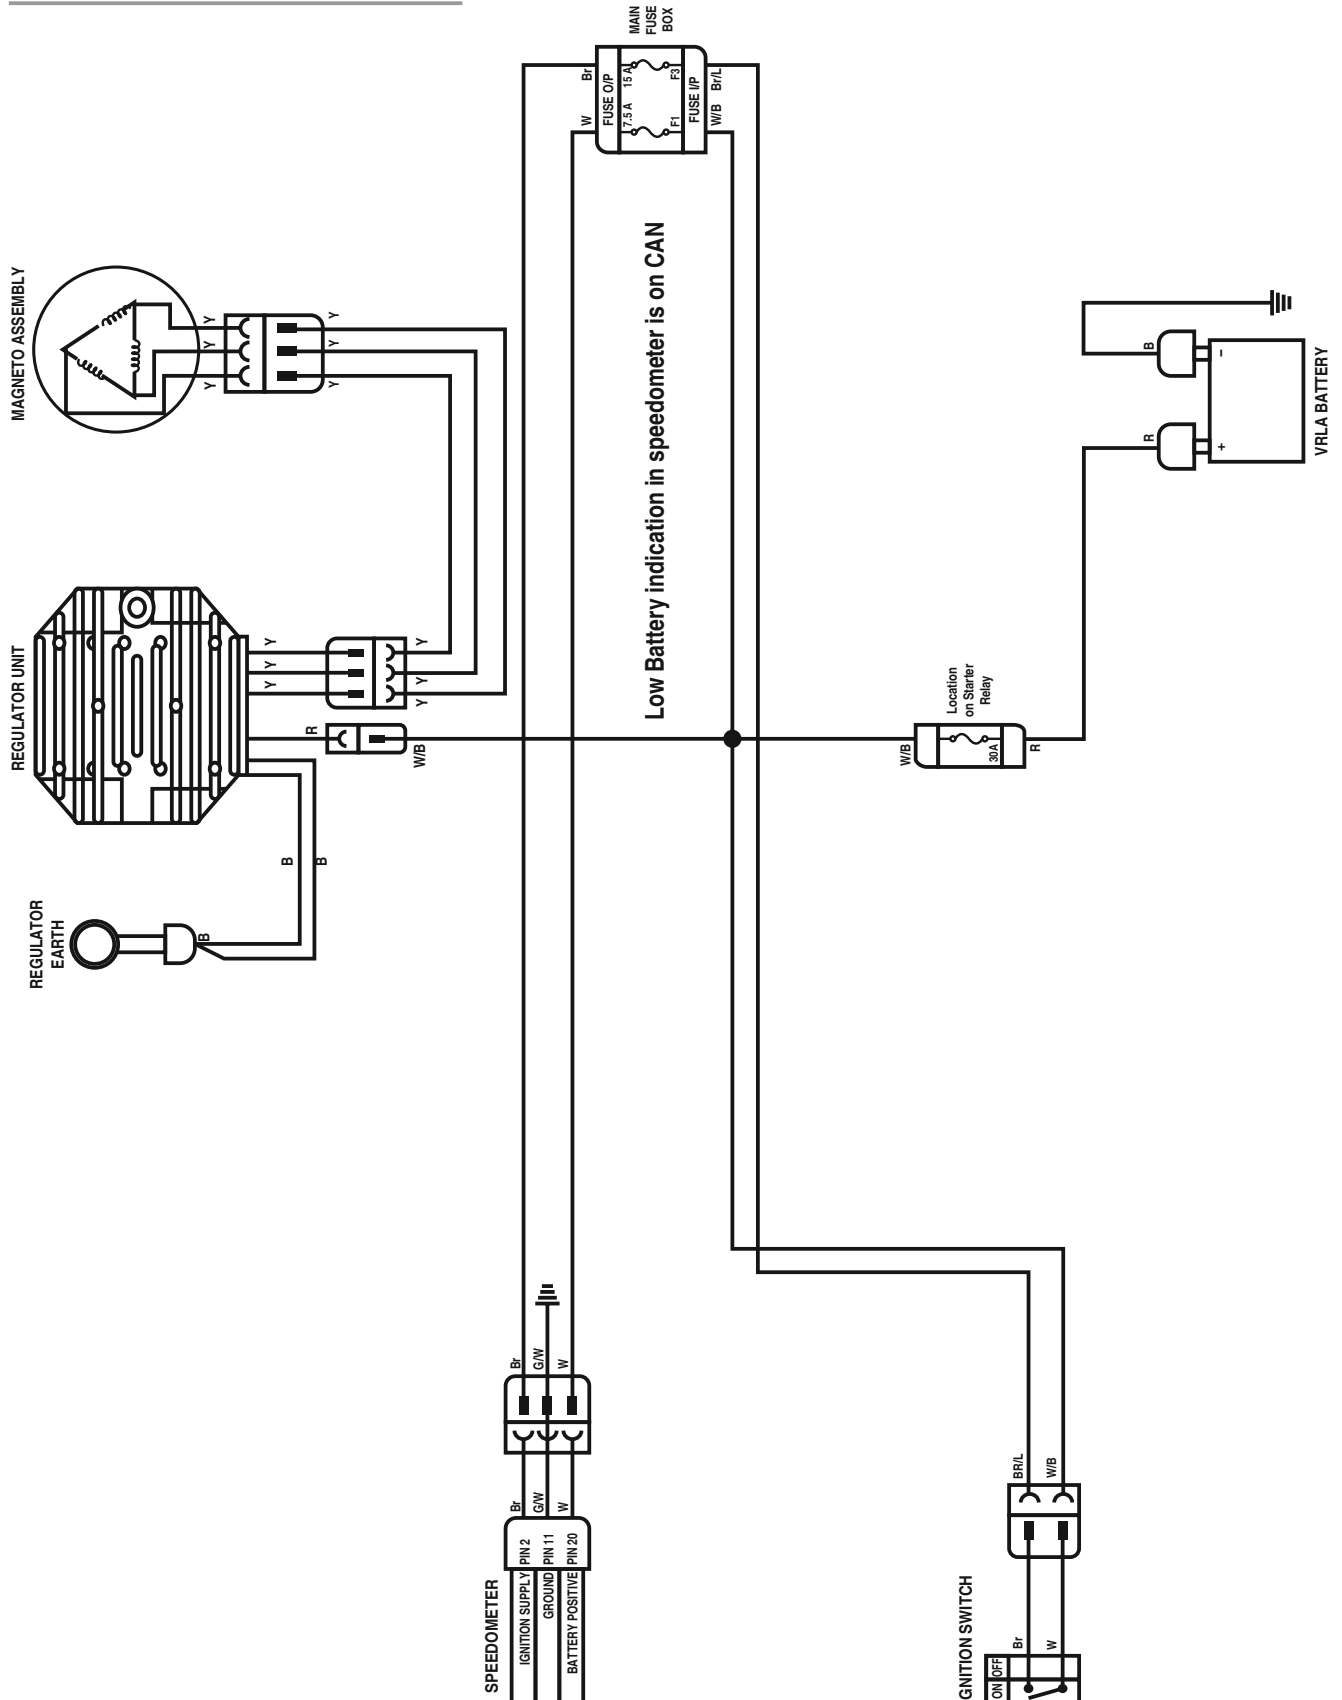 MAIN
FUSE
BOX
Br
W
FUSE O/P
15 A
7.5 A
F3
F1
FUSE I/P
Br/L
W/B
MAGNETO ASSEMBLY
Y
Y
Y
Y
Y
Y
REGULATOR UNIT
Y
Y
Y
R
Y
Y
Y
W/B
B
B
B
REGULATOR
EARTH
Low Battery indication in speedometer is on CAN
B
R
-
+
VRLA BATTERY
Location
on Starter
Relay
W/B
30A
R
Br
G/W
W
Br
G/W
W
SPEEDOMETER
IGNITION SUPPLY
PIN 2
GROUND
PIN 11
BATTERY POSITIVE
PIN 20
BR/L
W/B
GNITION SWITCH
Br
W
ON
OFF